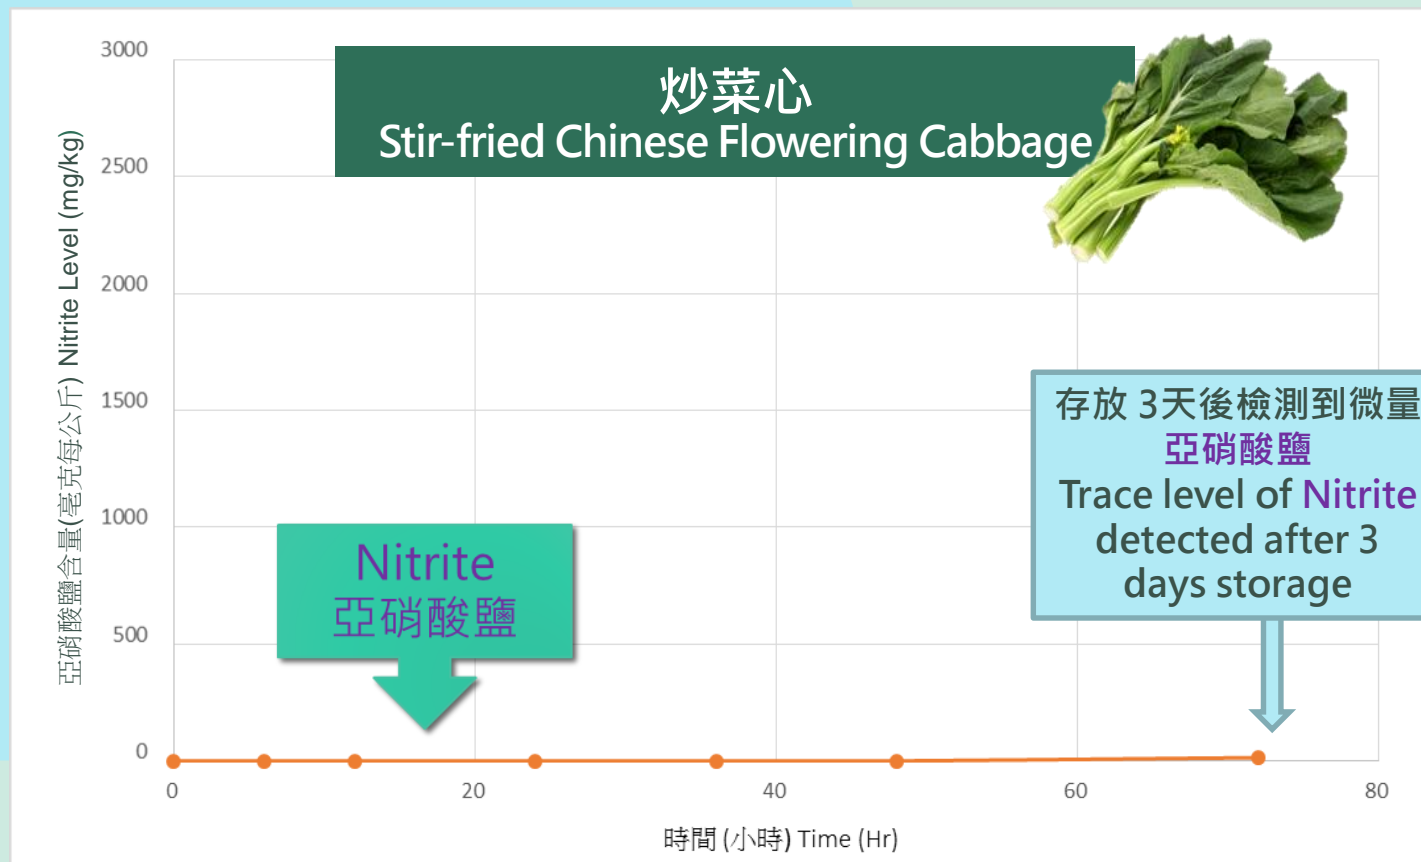 炒菜心
Stir-fried Chinese Flowering Cabbage
亞硝酸鹽含量(亳克每公斤) Nitrite Level (mg/kg)
3000
2500
2000
1500
1000
500
0
Nitrite
亞硝酸鹽
存放 3天後檢測到微量
亞硝酸鹽
Trace level of Nitrite
detected after 3
days storage
0
20
40
60
80
時間 (小時) Time (Hr)